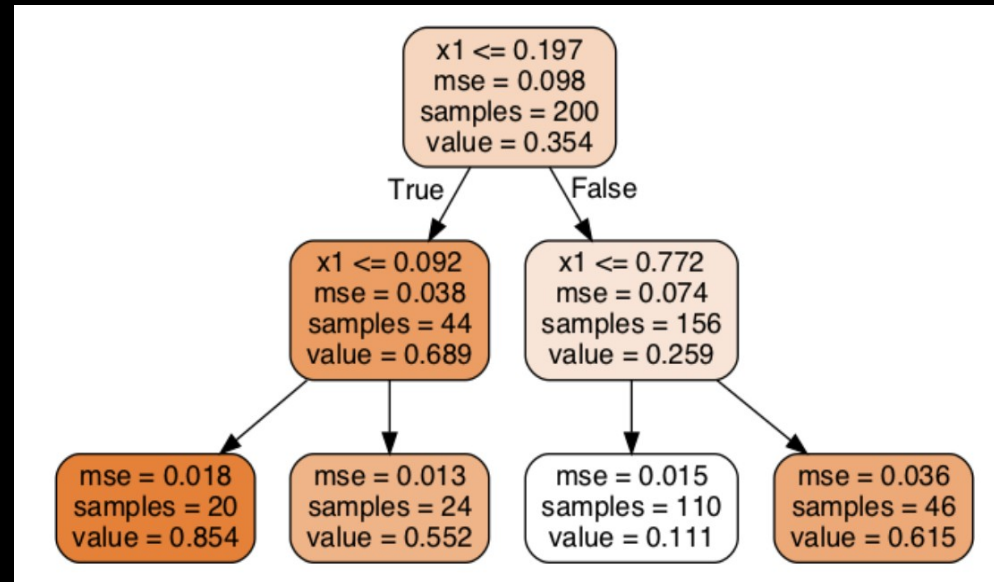 x1 <= 0.197
mse = 0.098
samples = 200
value = 0.354
True
False
x1 <= 0.092
mse = 0.038
samples = 44
value = 0.689
x1 <= 0.772
mse = 0.074
samples = 156
value = 0.259
mse = 0.018
samples = 20
value = 0.854
mse = 0.013
samples = 24
value = 0.552
mse = 0.015
samples = 110
value = 0.111
mse = 0.036
samples = 46
value = 0.615